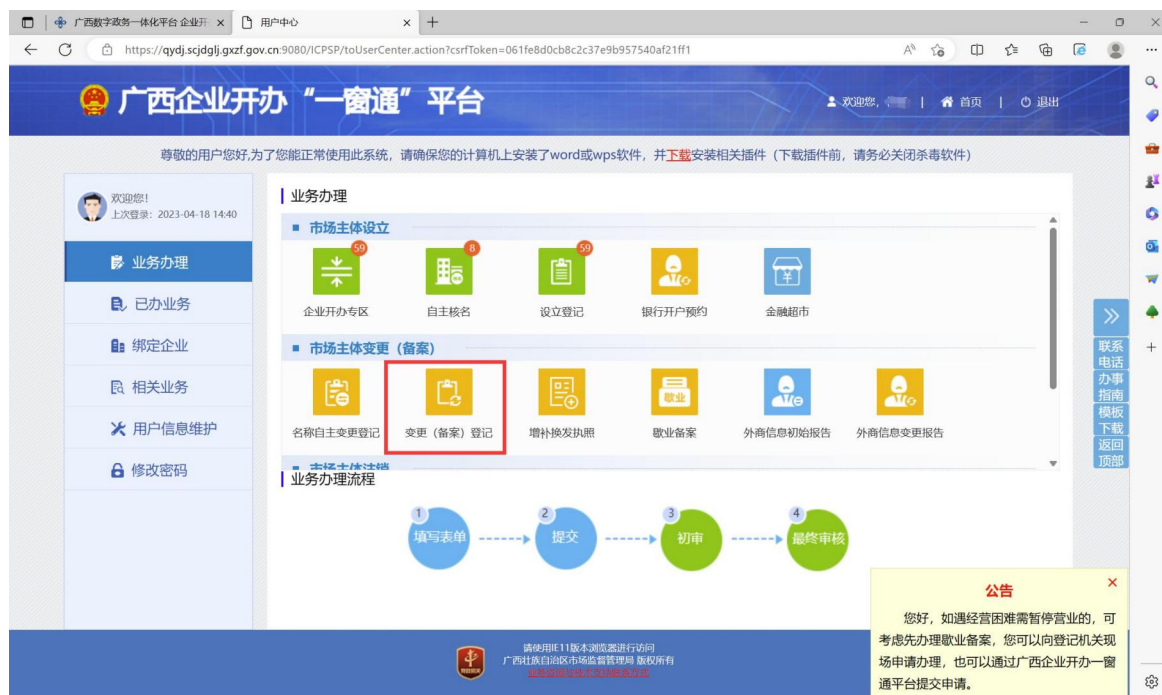 广西数字政务一体化平台 企业开
用户中心
https://qydj.scjdglj.gxzf.gov.cn:9080/ICPSP/toUserCenter.action?csrfToken=061fe8d0cb8c2c37e9b957540af21ff1
广西企业开办“一窗通”平台
欢迎您,
|
首页
|
退出
尊敬的用户您好,为了您能正常使用此系统，请确保您的计算机上安装了word或wps软件，并下载安装相关插件（下载插件前，请务必关闭杀毒软件）
欢迎您!
上次登录：2023-04-18 14:40
业务办理
已办业务
绑定企业
相关业务
用户信息维护
修改密码
业务办理
市场主体设立
59
8
59
企业开办专区
自主核名
设立登记
银行开户预约
金融超市
市场主体变更（备案）
歇业
名称自主变更登记
变更（备案）登记
增补换发执照
歇业备案
外商信息初始报告
外商信息变更报告
市场主体注销
业务办理流程
1
填写表单
2
提交
3
初审
4
最终审核
联系
电话
办事
指南
模板
下载
返回
顶部
公告
您好，如遇经营困难需暂停营业的，可
考虑先办理歇业备案，您可以向登记机关现
场申请办理，也可以通过广西企业开办一窗
通平台提交申请。
请使用IE11版本浏览器进行访问
广西壮族自治区市场监督管理局 版权所有